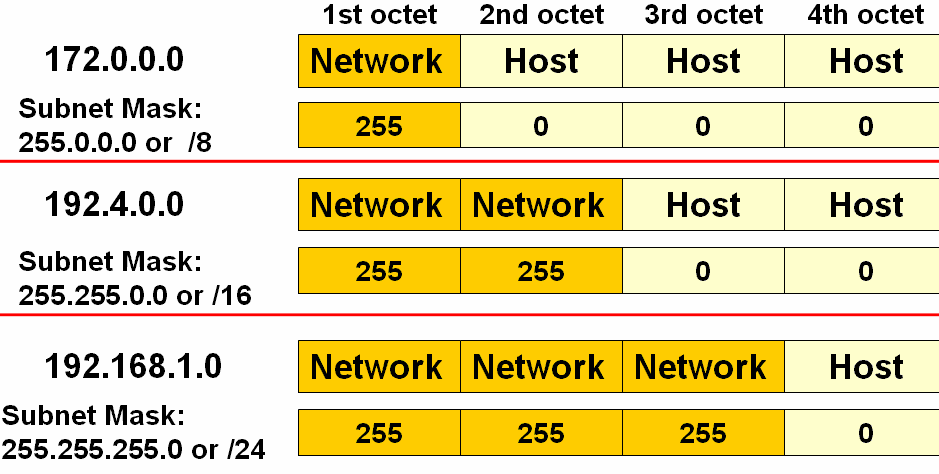 1st octet 2nd octet 3rd octet 4th octet
172.0.0.0 Network Host Host Host
Subnet Mask:
255.0.0.0 or /8 255 0 0 0
192.4.0.0 Network Network Host Host
Subnet Mask:
255.255.0.0 or /16 255 255 0 0
192.168.1.0 Network Network Network Host
Subnet Mask:
255.255.255.0 or /24 255 255 255 0